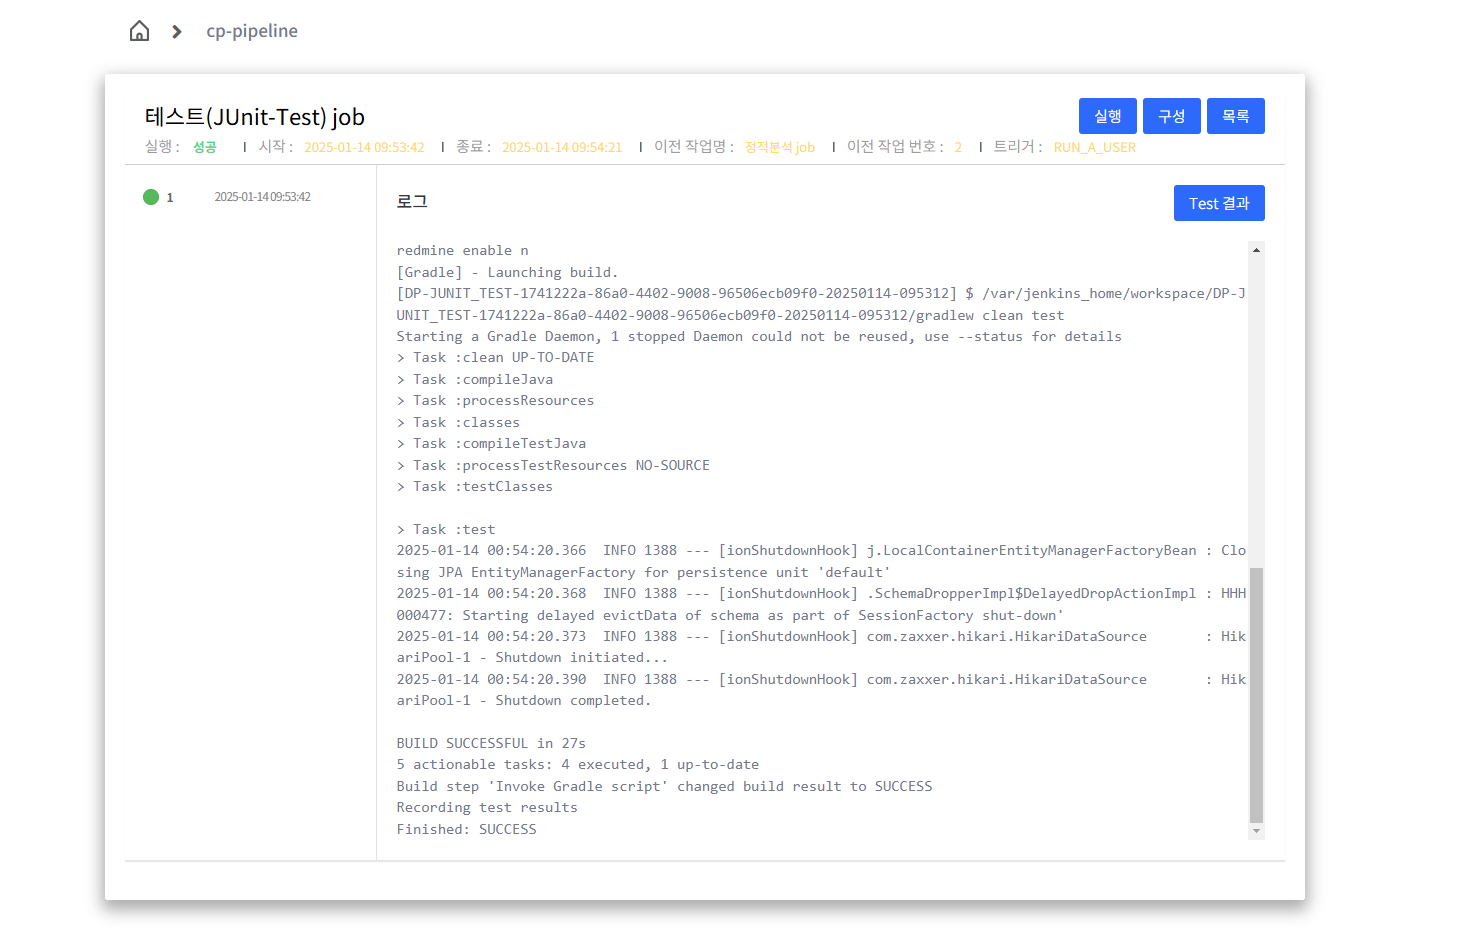 cp-pipeline
테스트(JUnit-Test) job
실행 구성 목록
실행 : 성공 I 시작 : 2025-01-14 09:53:42 I 종료 : 2025-01-14 09:54:21 I 이전 작업명 : 정적분석 job I 이전 작업 번호 : 2 I 트리거 : RUN_A_USER
1 2025-01-14 09:53:42
로그
Test 결과
redmine enable n
[Gradle] - Launching build.
[DP-JUNIT_TEST-1741222a-86a0-4402-9008-96506ecb09f0-20250114-095312] $ /var/jenkins_home/workspace/DP-J
UNIT_TEST-1741222a-86a0-4402-9008-96506ecb09f0-20250114-095312/gradlew clean test
Starting a Gradle Daemon, 1 stopped Daemon could not be reused, use --status for details
> Task :clean UP-TO-DATE
> Task :compileJava
> Task :processResources
> Task :classes
> Task :compileTestJava
> Task :processTestResources NO-SOURCE
> Task :testClasses
> Task :test
2025-01-14 00:54:20.366  INFO 1388 --- [ionShutdownHook] j.LocalContainerEntityManagerFactoryBean : Clo
sing JPA EntityManagerFactory for persistence unit 'default'
2025-01-14 00:54:20.368  INFO 1388 --- [ionShutdownHook] .SchemaDropperImpl$DelayedDropActionImpl : HHH
000477: Starting delayed evictData of schema as part of SessionFactory shut-down'
2025-01-14 00:54:20.373  INFO 1388 --- [ionShutdownHook] com.zaxxer.hikari.HikariDataSource       : Hik
ariPool-1 - Shutdown initiated...
2025-01-14 00:54:20.390  INFO 1388 --- [ionShutdownHook] com.zaxxer.hikari.HikariDataSource       : Hik
ariPool-1 - Shutdown completed.
BUILD SUCCESSFUL in 27s
5 actionable tasks: 4 executed, 1 up-to-date
Build step 'Invoke Gradle script' changed build result to SUCCESS
Recording test results
Finished: SUCCESS